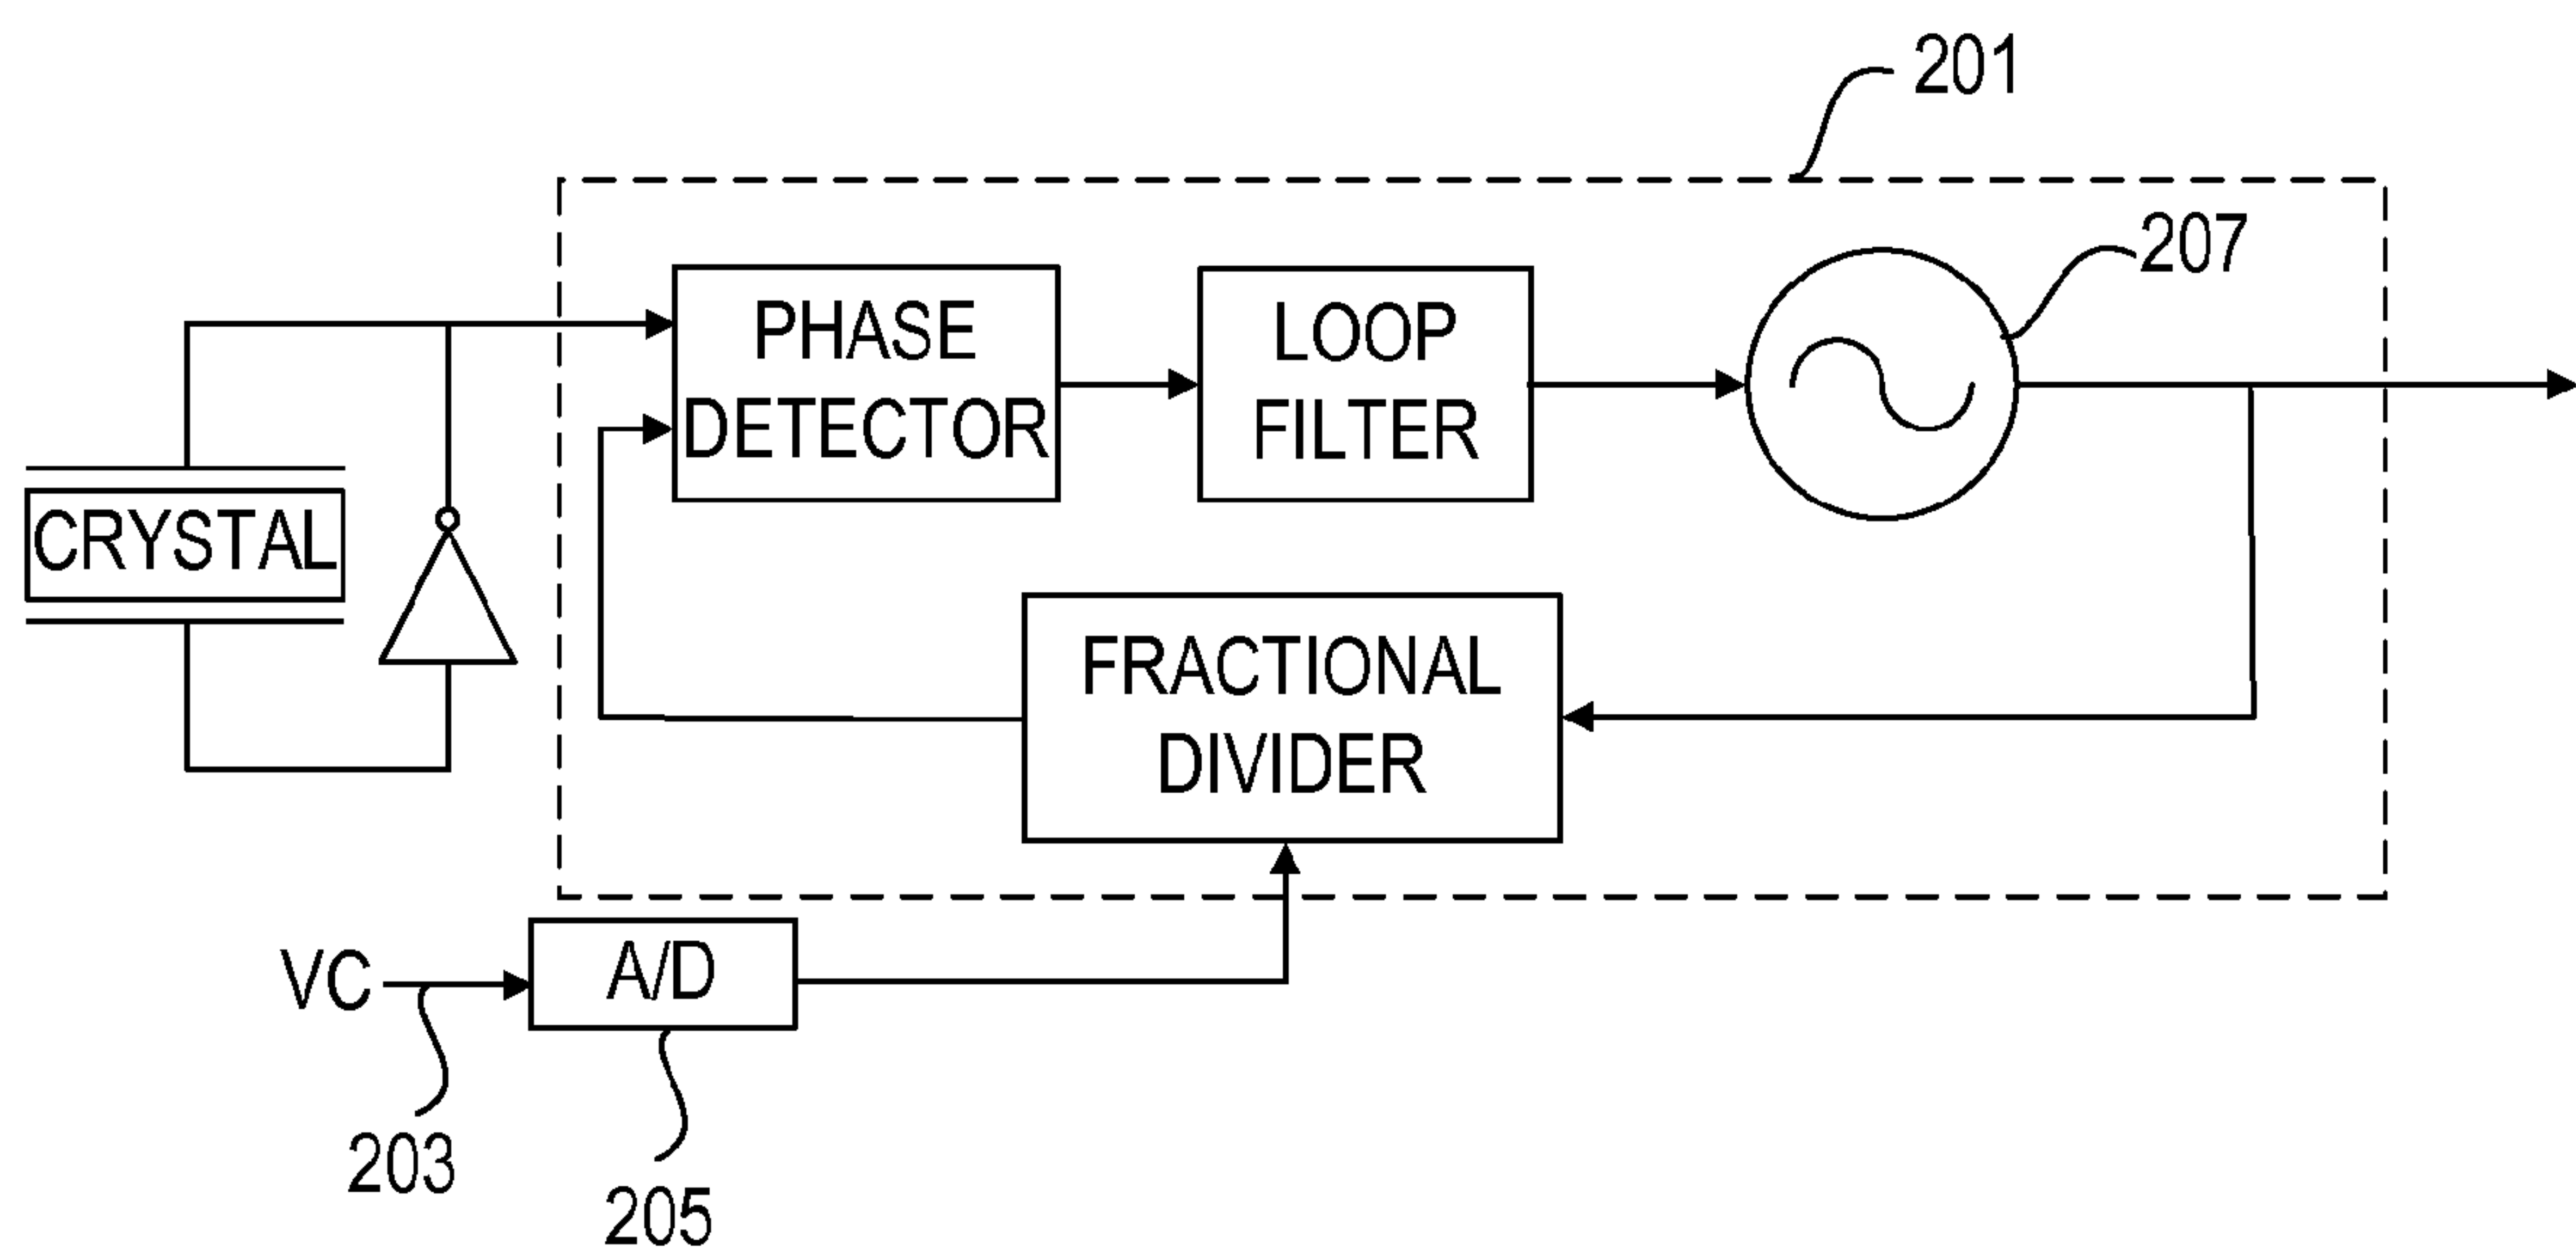 201
207
PHASE
DETECTOR
LOOP
FILTER
CRYSTAL
FRACTIONAL
DIVIDER
VC
A/D
203
205